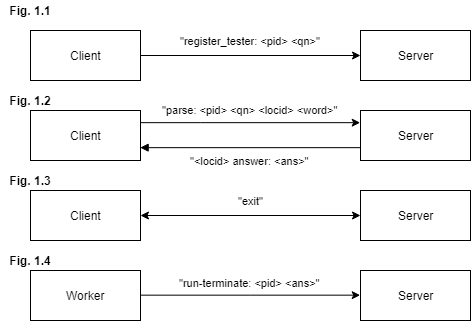 Fig. 1.1
"register_tester: <pid> <qn>"
Client
Server
Fig. 1.2
"parse: <pid> <qn> <locid> <word>"
Client
Server
"<locid> answer: <ans>"
Fig. 1.3
"exit"
Client
Server
Fig. 1.4
"run-terminate: <pid> <ans>"
Worker
Server